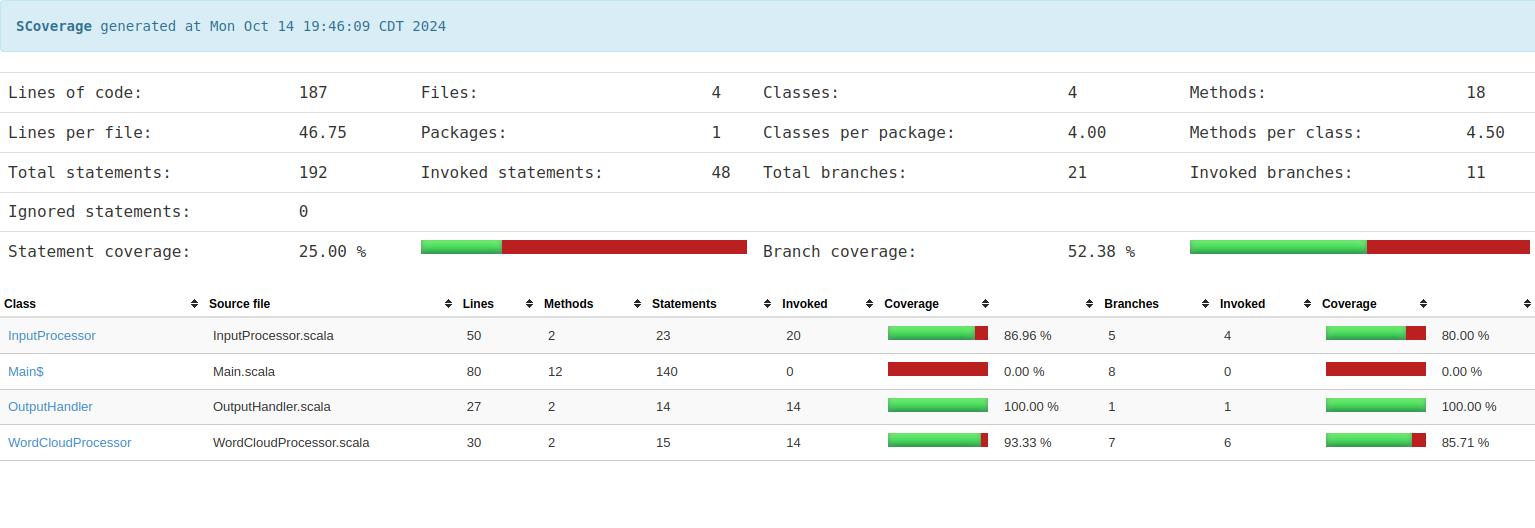 SCoverage generated at Mon Oct 14 19:46:09 CDT 2024
Lines of code: 187 Files: 4 Classes: 4 Methods: 18
Lines per file: 46.75 Packages: 1 Classes per package: 4.00 Methods per class: 4.50
Total statements: 192 Invoked statements: 48 Total branches: 21 Invoked branches: 11
Ignored statements: 0
Statement coverage: 25.00 % Branch coverage: 52.38 %
Class Source file Lines Methods Statements Invoked Coverage Branches Invoked Coverage
InputProcessor InputProcessor.scala 50 2 23 20 86.96 % 5 4 80.00 %
Main$ Main.scala 80 12 140 0 0.00 % 8 0 0.00 %
OutputHandler OutputHandler.scala 27 2 14 14 100.00 % 1 1 100.00 %
WordCloudProcessor WordCloudProcessor.scala 30 2 15 14 93.33 % 7 6 85.71 %